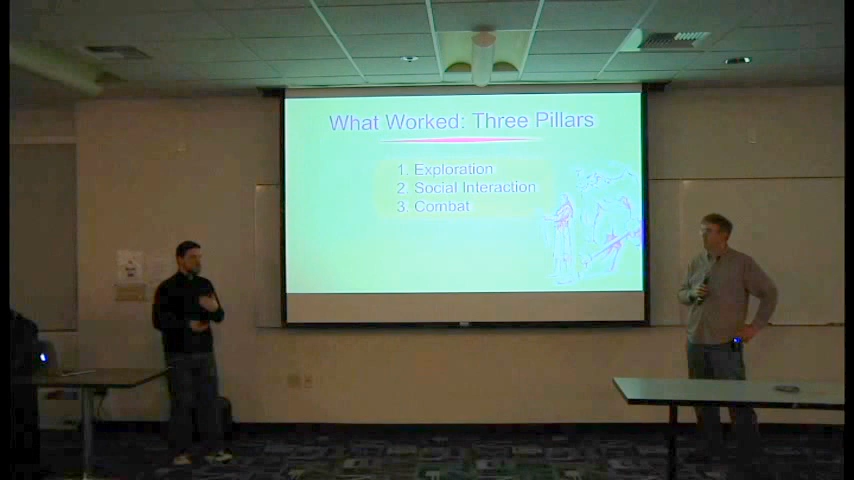 What Worked: Three Pillars
1. Exploration
2. Social Interaction
3. Combat